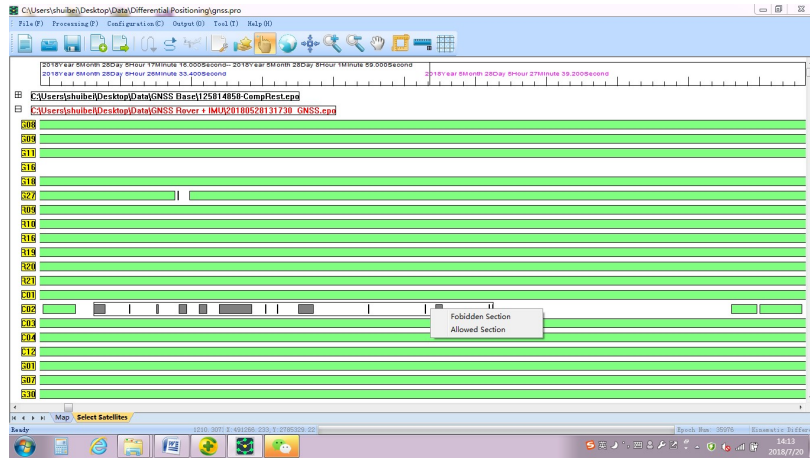 C:\Users\shuibei\Desktop\Data\Differential Positioning\gnss.pro
File(F) Processing(P) Configuration(C) Output(O) Tool(T) Help(H)
2018Year 5Month 28Day 5Hour 17Minute 16.000Second-- 2018Year 5Month 28Day 8Hour 1Minute 59.000Second
2018Year 5Month 28Day 5Hour 26Minute 33.400Second
2018Year 5Month 28Day 5Hour 27Minute 39.200Second
C:\Users\shuibei\Desktop\Data\GNSS Base\125814858-CompRest.epo
C:\Users\shuibei\Desktop\Data\GNSS Rover + IMU\20180528131730_GNSS.epo
G08
G09
G11
G16
G18
G27
R09
R10
R16
R19
R20
R21
C01
C02
Fobidden Section
Allowed Section
C03
C04
C12
G01
G07
G30
Map Select Satellites
Ready
Epoch Num: 35876 Kinematic Differ
14:13
2018/7/20